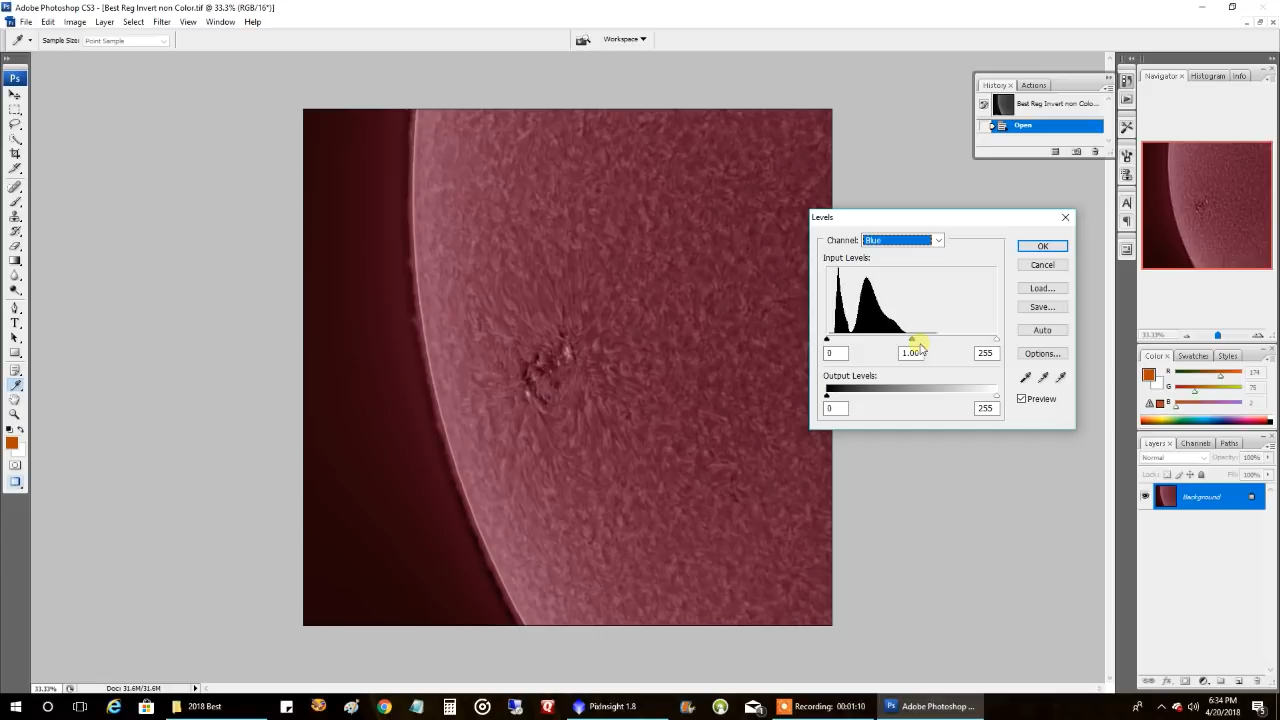 Adobe Photoshop CS3 - [Best Reg Invert non Color.tif @ 33.3% (RGB/16*)]
File Edit Image Layer Select Filter View Window Help
Sample Size: Point Sample Workspace
Ps
History Actions
Best Reg Invert non Colo...
Open
Navigator Histogram Info
33.33%
Levels
Channel: Blue
Input Levels:
0 1.00 255
Output Levels:
0 255
OK
Cancel
Load...
Save...
Auto
Options...
Preview
Color Swatches Styles
R 174
G 75
B 2
Layers Channels Paths
Normal Opacity: 100%
Lock: Fill: 100%
Background
33.33% Doc: 31.6M/31.6M
2018 Best PixInsight 1.8 Recording: 00:01:10 Adobe Photoshop ...
6:34 PM
4/20/2018